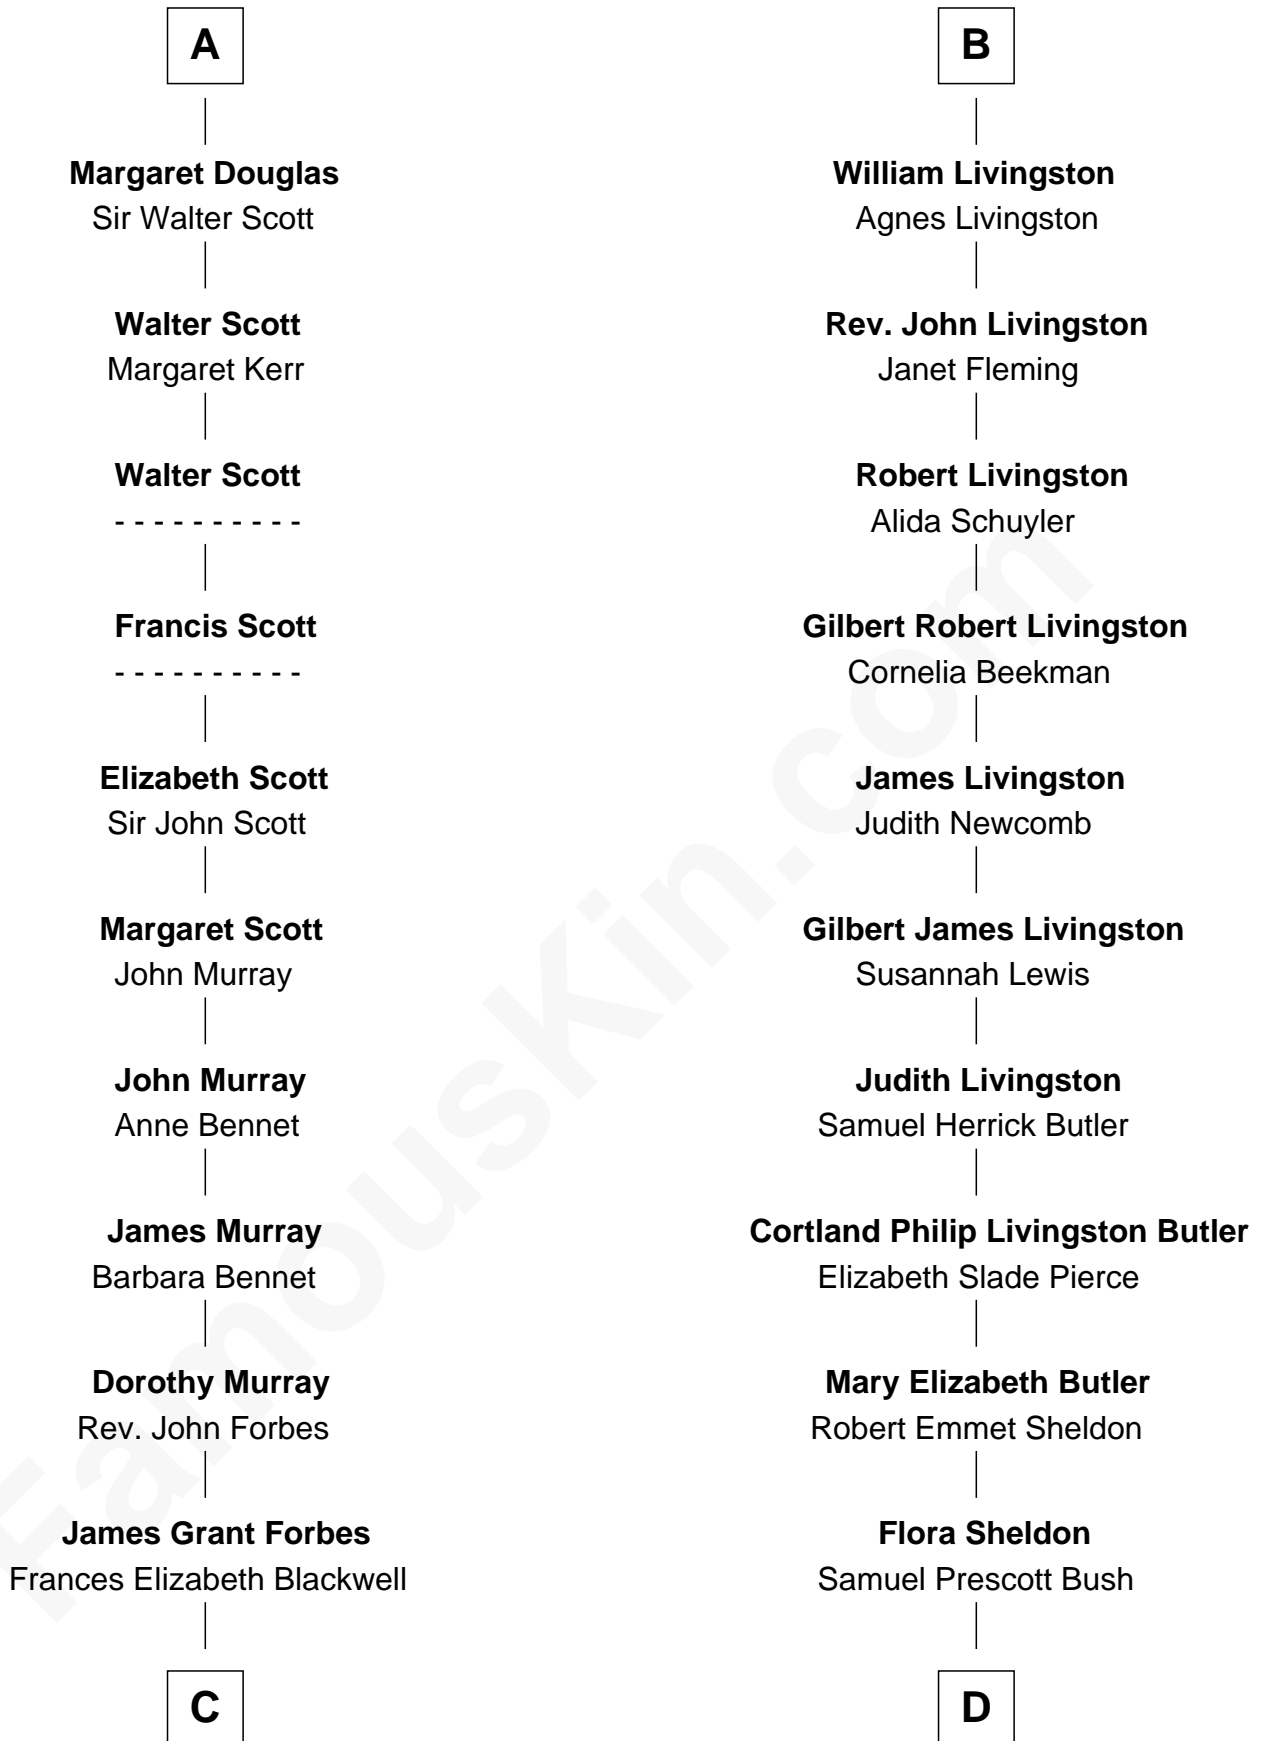 A
Margaret Douglas
Sir Walter Scott
Walter Scott
Margaret Kerr
Walter Scott
- - - - - - - - - -
Francis Scott
- - - - - - - - - -
Elizabeth Scott
Sir John Scott
Margaret Scott
John Murray
John Murray
Anne Bennet
James Murray
Barbara Bennet
Dorothy Murray
Rev. John Forbes
James Grant Forbes
Frances Elizabeth Blackwell
C
B
William Livingston
Agnes Livingston
Rev. John Livingston
Janet Fleming
Robert Livingston
Alida Schuyler
Gilbert Robert Livingston
Cornelia Beekman
James Livingston
Judith Newcomb
Gilbert James Livingston
Susannah Lewis
Judith Livingston
Samuel Herrick Butler
Cortland Philip Livingston Butler
Elizabeth Slade Pierce
Mary Elizabeth Butler
Robert Emmet Sheldon
Flora Sheldon
Samuel Prescott Bush
D
FamousKin.com